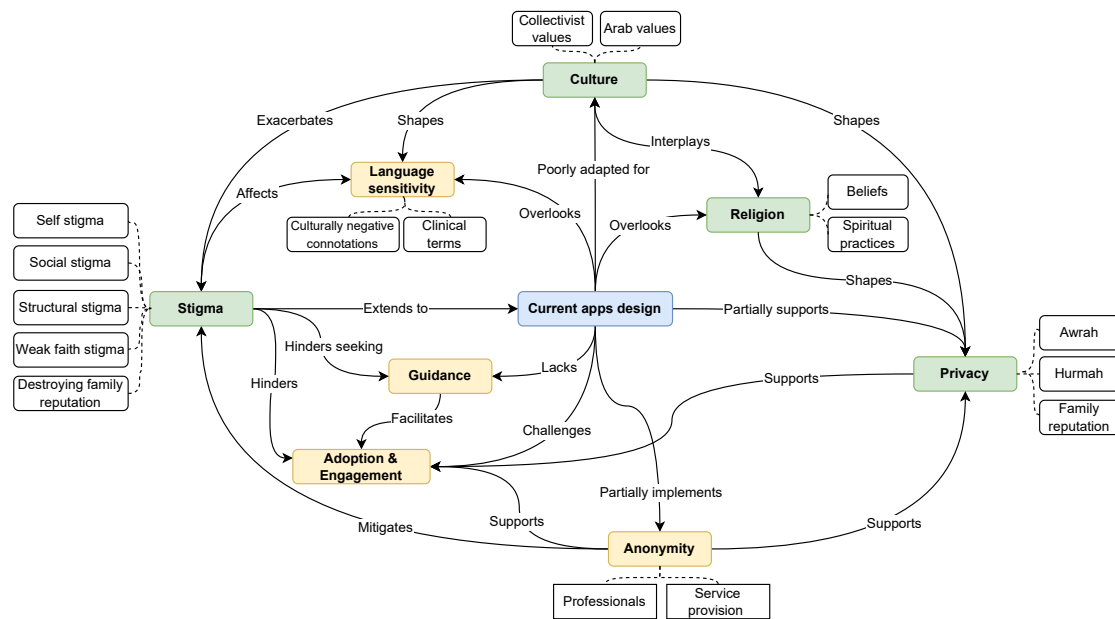 Collectivist
values
Arab values
Culture
Exacerbates
Shapes
Shapes
Interplays
Poorly adapted for
Language
sensitivity
Affects
Beliefs
Religion
Spiritual
practices
Overlooks
Overlooks
Culturally negative
connotations
Clinical
terms
Self stigma
Social stigma
Structural stigma
Weak faith stigma
Destroying family
reputation
Shapes
Stigma
Extends to
Current apps design
Partially supports
Awrah
Hurmah
Family
reputation
Hinders seeking
Lacks
Guidance
Hinders
Supports
Privacy
Facilitates
Challenges
Adoption &
Engagement
Partially implements
Mitigates
Supports
Supports
Anonymity
Professionals
Service
provision